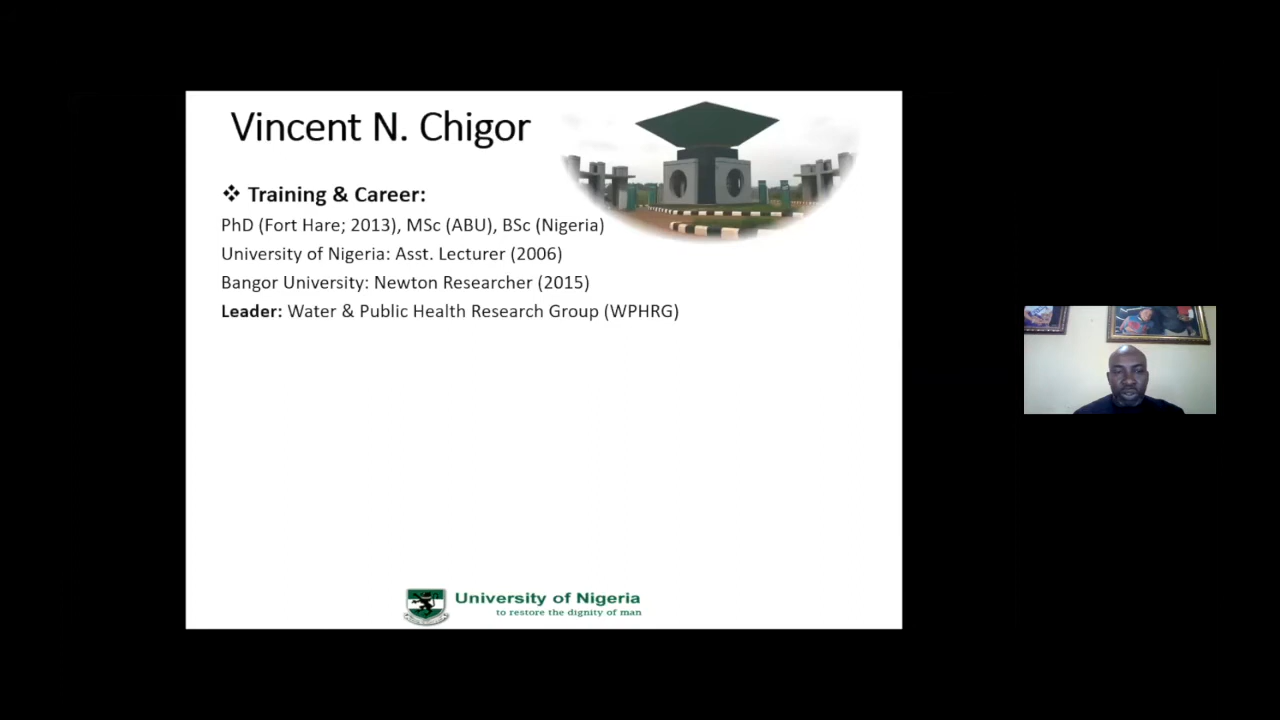 Vincent N. Chigor
❖ Training & Career:
PhD (Fort Hare; 2013), MSc (ABU), BSc (Nigeria)
University of Nigeria: Asst. Lecturer (2006)
Bangor University: Newton Researcher (2015)
Leader: Water & Public Health Research Group (WPHRG)
University of Nigeria
to restore the dignity of man